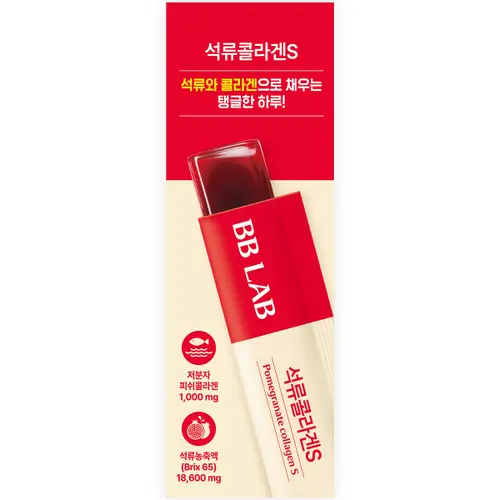 석류콜라겐S
석류와 콜라겐으로 채우는
탱글한 하루!
BB LAB
석류콜라겐S
Pomegranate collagen S
저분자
피쉬콜라겐
1,000 mg
석류농축액
(Brix 65)
18,600 mg